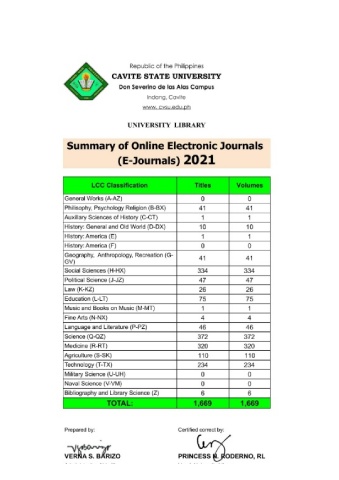 Republic of the Philippines
CAVITE STATE UNIVERSITY
Don Severino de las Alas Campus
Indang, Cavite
www. cvsu.edu.ph
UNIVERSITY LIBRARY
Summary of Online Electronic Journals
(E-Journals) 2021
LCC Classification Titles Volumes
General Works (A-AZ) 0 0
Philsophy, Psychology Religion (B-BX) 41 41
Auxiliary Sciences of History (C-CT) 1 1
History: General and Old World (D-DX) 10 10
History: America (E) 1 1
History: America (F) 0 0
Geography, Anthropology, Recreation (G-
GV) 41 41
Social Sciences (H-HX) 334 334
Political Science (J-JZ) 47 47
Law (K-KZ) 26 26
Education (L-LT) 75 75
Music and Books on Music (M-MT) 1 1
Fine Arts (N-NX) 4 4
Language and Literature (P-PZ) 46 46
Science (Q-QZ) 372 372
Medicine (R-RT) 320 320
Agriculture (S-SK) 110 110
Technology (T-TX) 234 234
Military Science (U-UH) 0 0
Naval Science (V-VM) 0 0
Bibliography and Library Science (Z) 6 6
TOTAL: 1,669 1,669
Prepared by: Certified correct by:
VERNA S. BARIZO PRINCESS N. RODERNO, RL